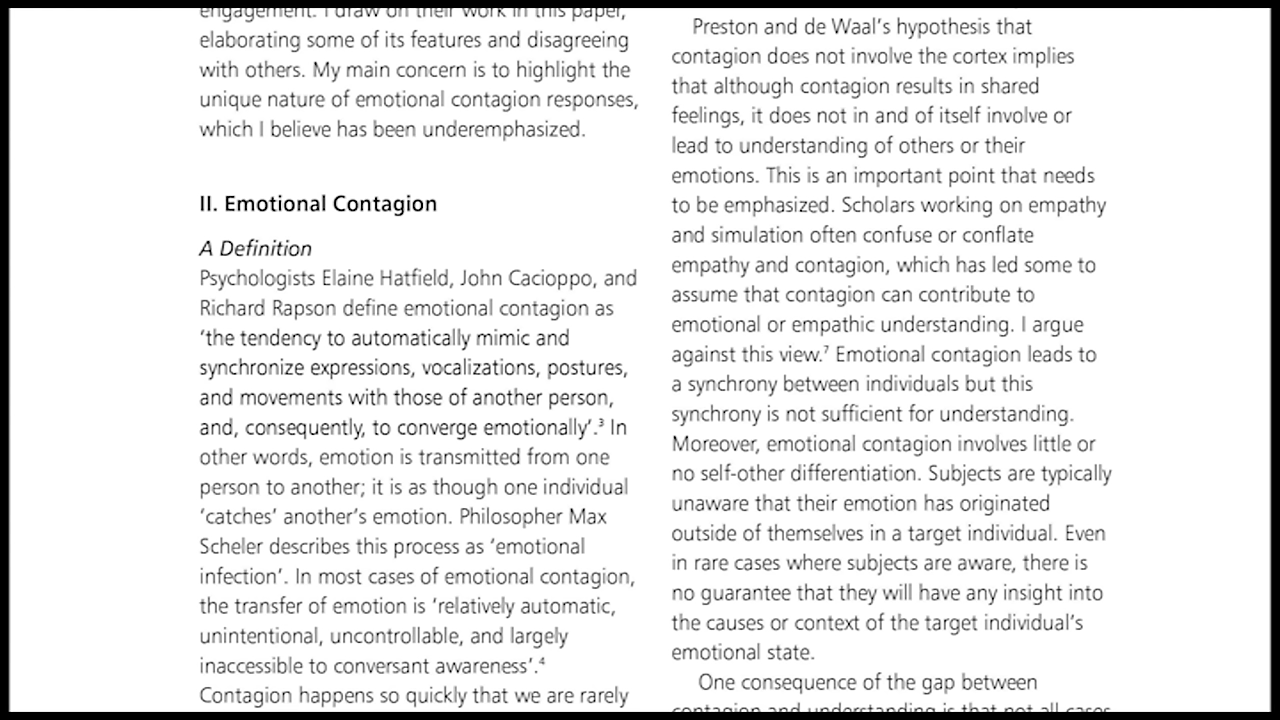 engagement. I draw on their work in this paper,
elaborating some of its features and disagreeing
with others. My main concern is to highlight the
unique nature of emotional contagion responses,
which I believe has been underemphasized.
II. Emotional Contagion
A Definition
Psychologists Elaine Hatfield, John Cacioppo, and
Richard Rapson define emotional contagion as
‘the tendency to automatically mimic and
synchronize expressions, vocalizations, postures,
and movements with those of another person,
and, consequently, to converge emotionally’.³ In
other words, emotion is transmitted from one
person to another; it is as though one individual
‘catches’ another’s emotion. Philosopher Max
Scheler describes this process as ‘emotional
infection’. In most cases of emotional contagion,
the transfer of emotion is ‘relatively automatic,
unintentional, uncontrollable, and largely
inaccessible to conversant awareness’.⁴
Contagion happens so quickly that we are rarely
Preston and de Waal’s hypothesis that
contagion does not involve the cortex implies
that although contagion results in shared
feelings, it does not in and of itself involve or
lead to understanding of others or their
emotions. This is an important point that needs
to be emphasized. Scholars working on empathy
and simulation often confuse or conflate
empathy and contagion, which has led some to
assume that contagion can contribute to
emotional or empathic understanding. I argue
against this view.⁷ Emotional contagion leads to
a synchrony between individuals but this
synchrony is not sufficient for understanding.
Moreover, emotional contagion involves little or
no self-other differentiation. Subjects are typically
unaware that their emotion has originated
outside of themselves in a target individual. Even
in rare cases where subjects are aware, there is
no guarantee that they will have any insight into
the causes or context of the target individual’s
emotional state.
One consequence of the gap between
contagion and understanding is that not all cases